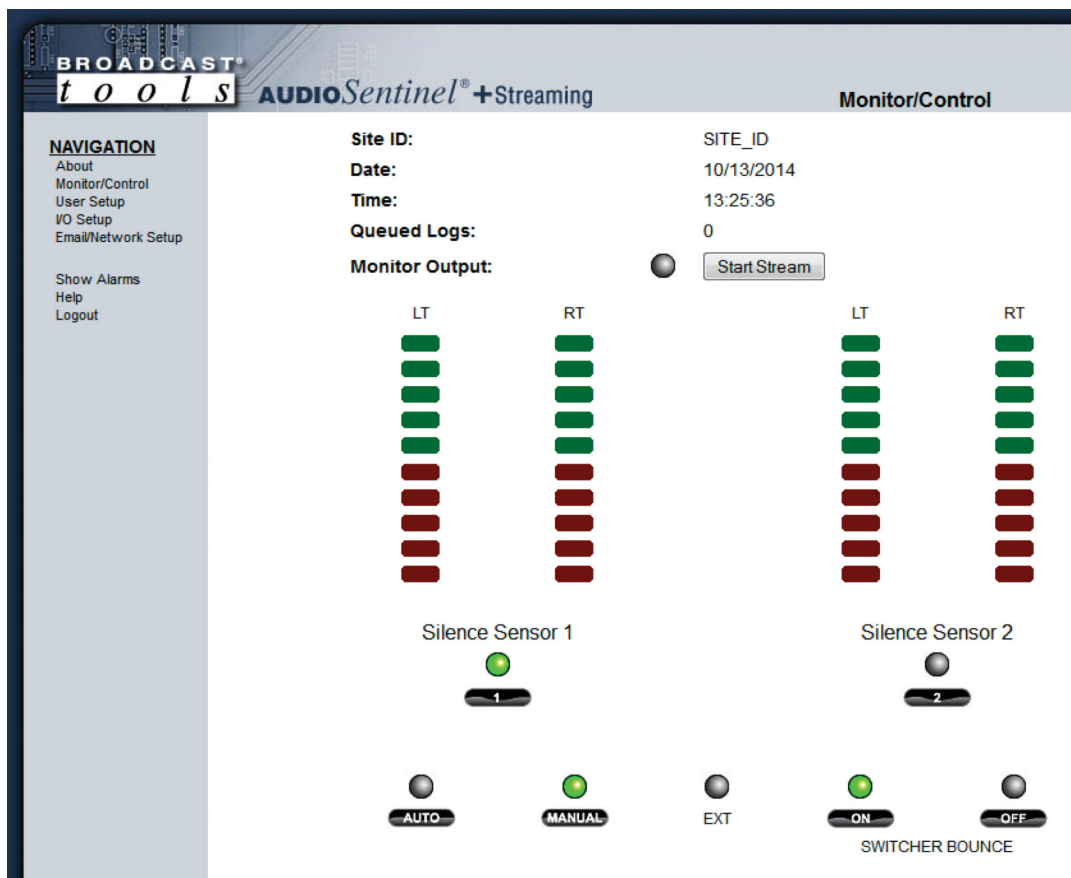 BROADCAST®
tools
AUDIOSentinel®+Streaming
Monitor/Control
NAVIGATION
About
Monitor/Control
User Setup
I/O Setup
Email/Network Setup
Show Alarms
Help
Logout
Site ID: SITE_ID
Date: 10/13/2014
Time: 13:25:36
Queued Logs: 0
Monitor Output: Start Stream
LT RT LT RT
Silence Sensor 1 Silence Sensor 2
1 2
AUTO MANUAL EXT ON OFF
SWITCHER BOUNCE